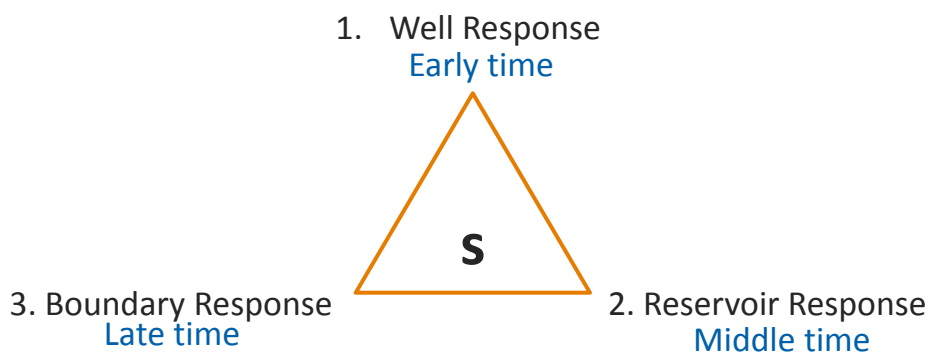 1. Well Response
Early time
S
3. Boundary Response
Late time
2. Reservoir Response
Middle time